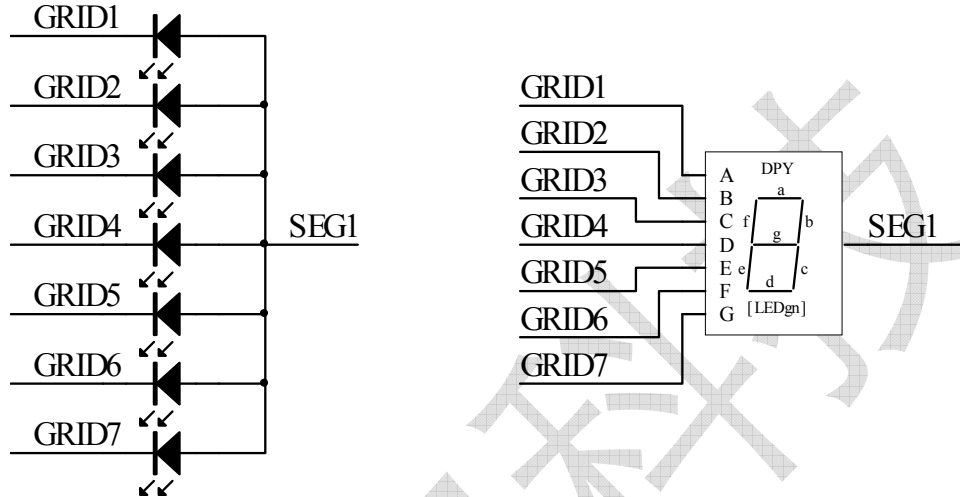 GRID1
GRID2
GRID3
GRID4
GRID5
GRID6
GRID7
SEG1
GRID1
GRID2
GRID3
GRID4
GRID5
GRID6
GRID7
A
B
C
D
E
F
G
DPY
a
f
b
g
e
c
d
[LEDgn]
SEG1